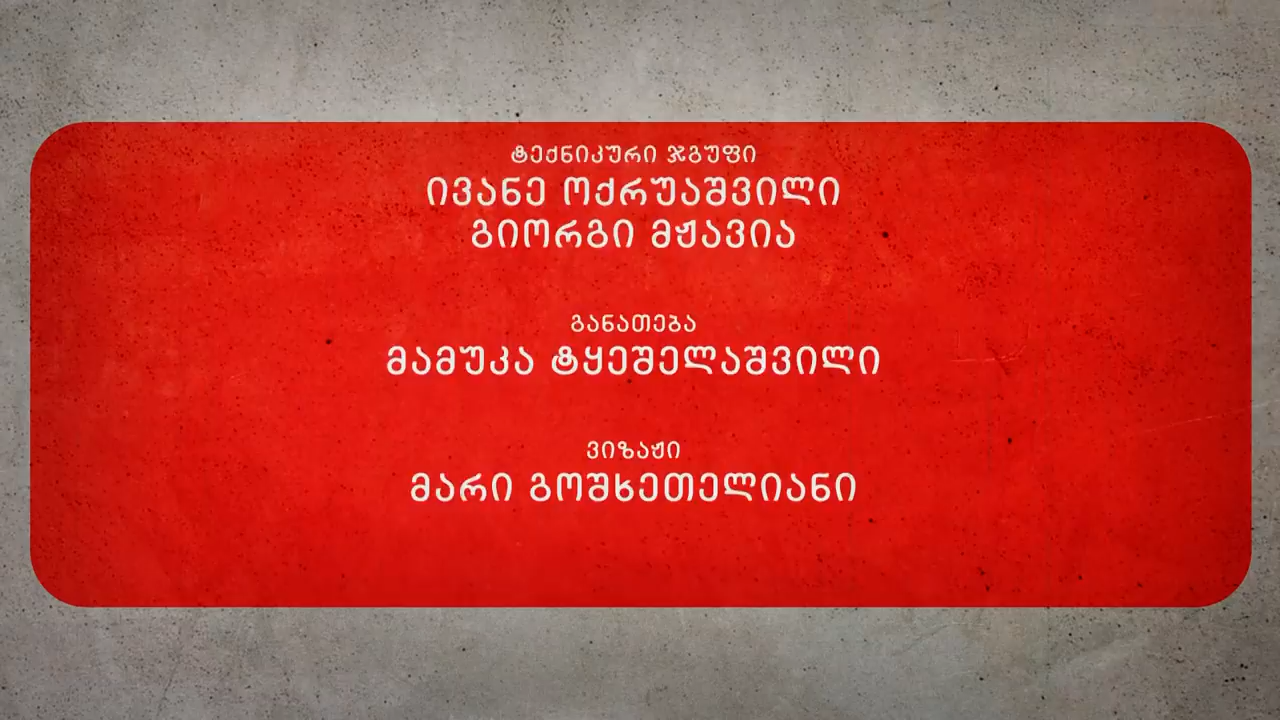 ტექნიკური ჯგუფი
ივანე ოქრუაშვილი
გიორგი მჟავია
განათება
მამუკა ტყეშელაშვილი
ვიზაჟი
მარი გოშხეთელიანი